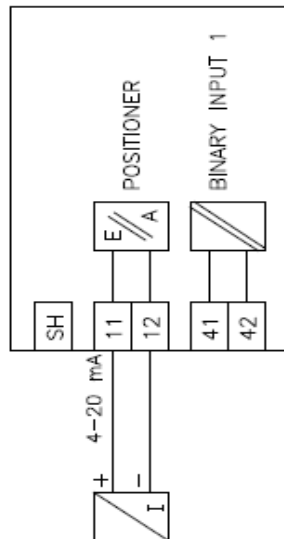 POSITIONER
BINARY INPUT 1
E
A
SH
11
12
41
42
4-20 mA
+
-
I